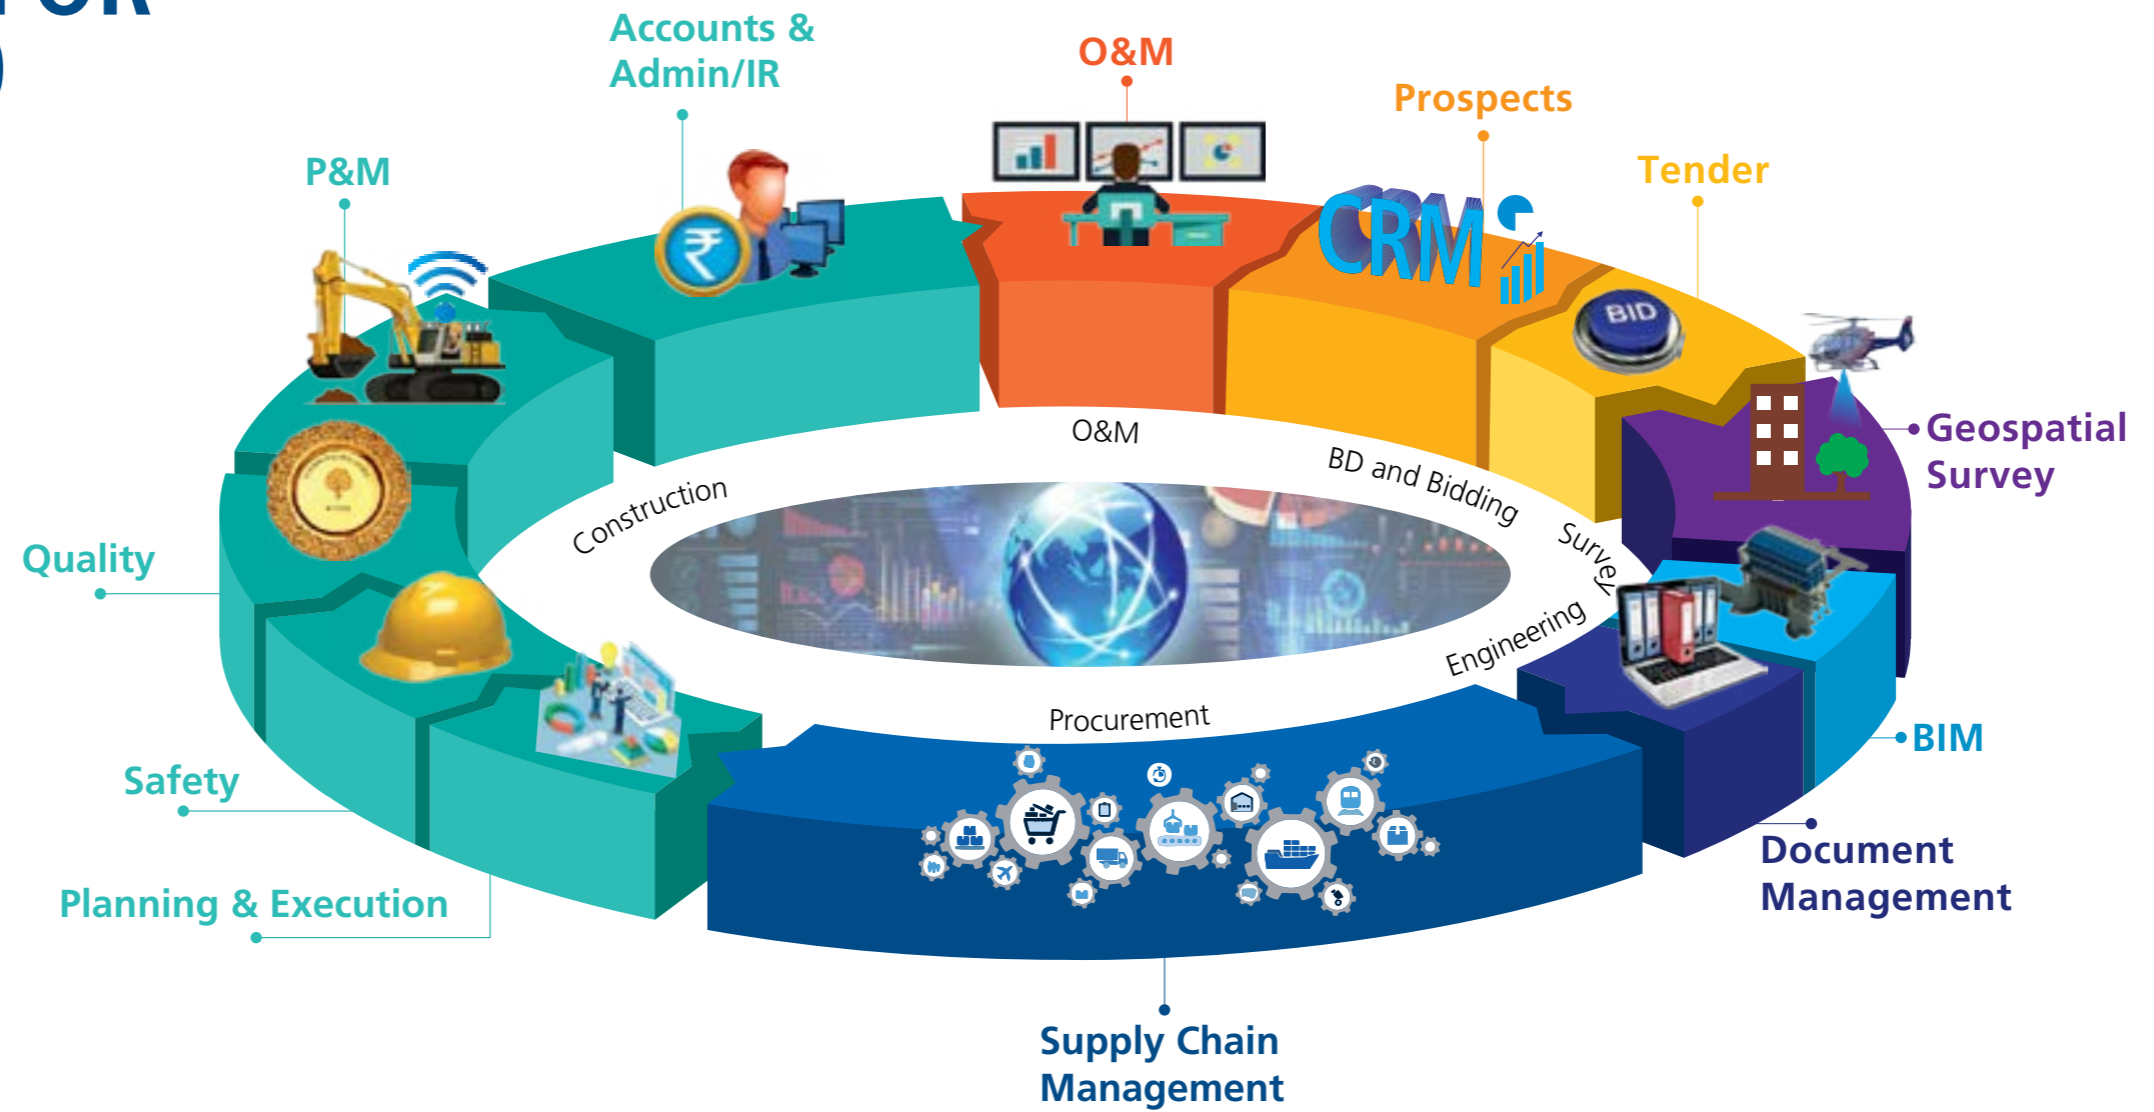 Accounts &
Admin/IR
O&M
Prospects
Tender
P&M
CRM
BID
Geospatial
Survey
O&M
BD and Bidding
Construction
Survey
Engineering
Procurement
Quality
BIM
Safety
Document
Management
Planning & Execution
Supply Chain
Management
₹